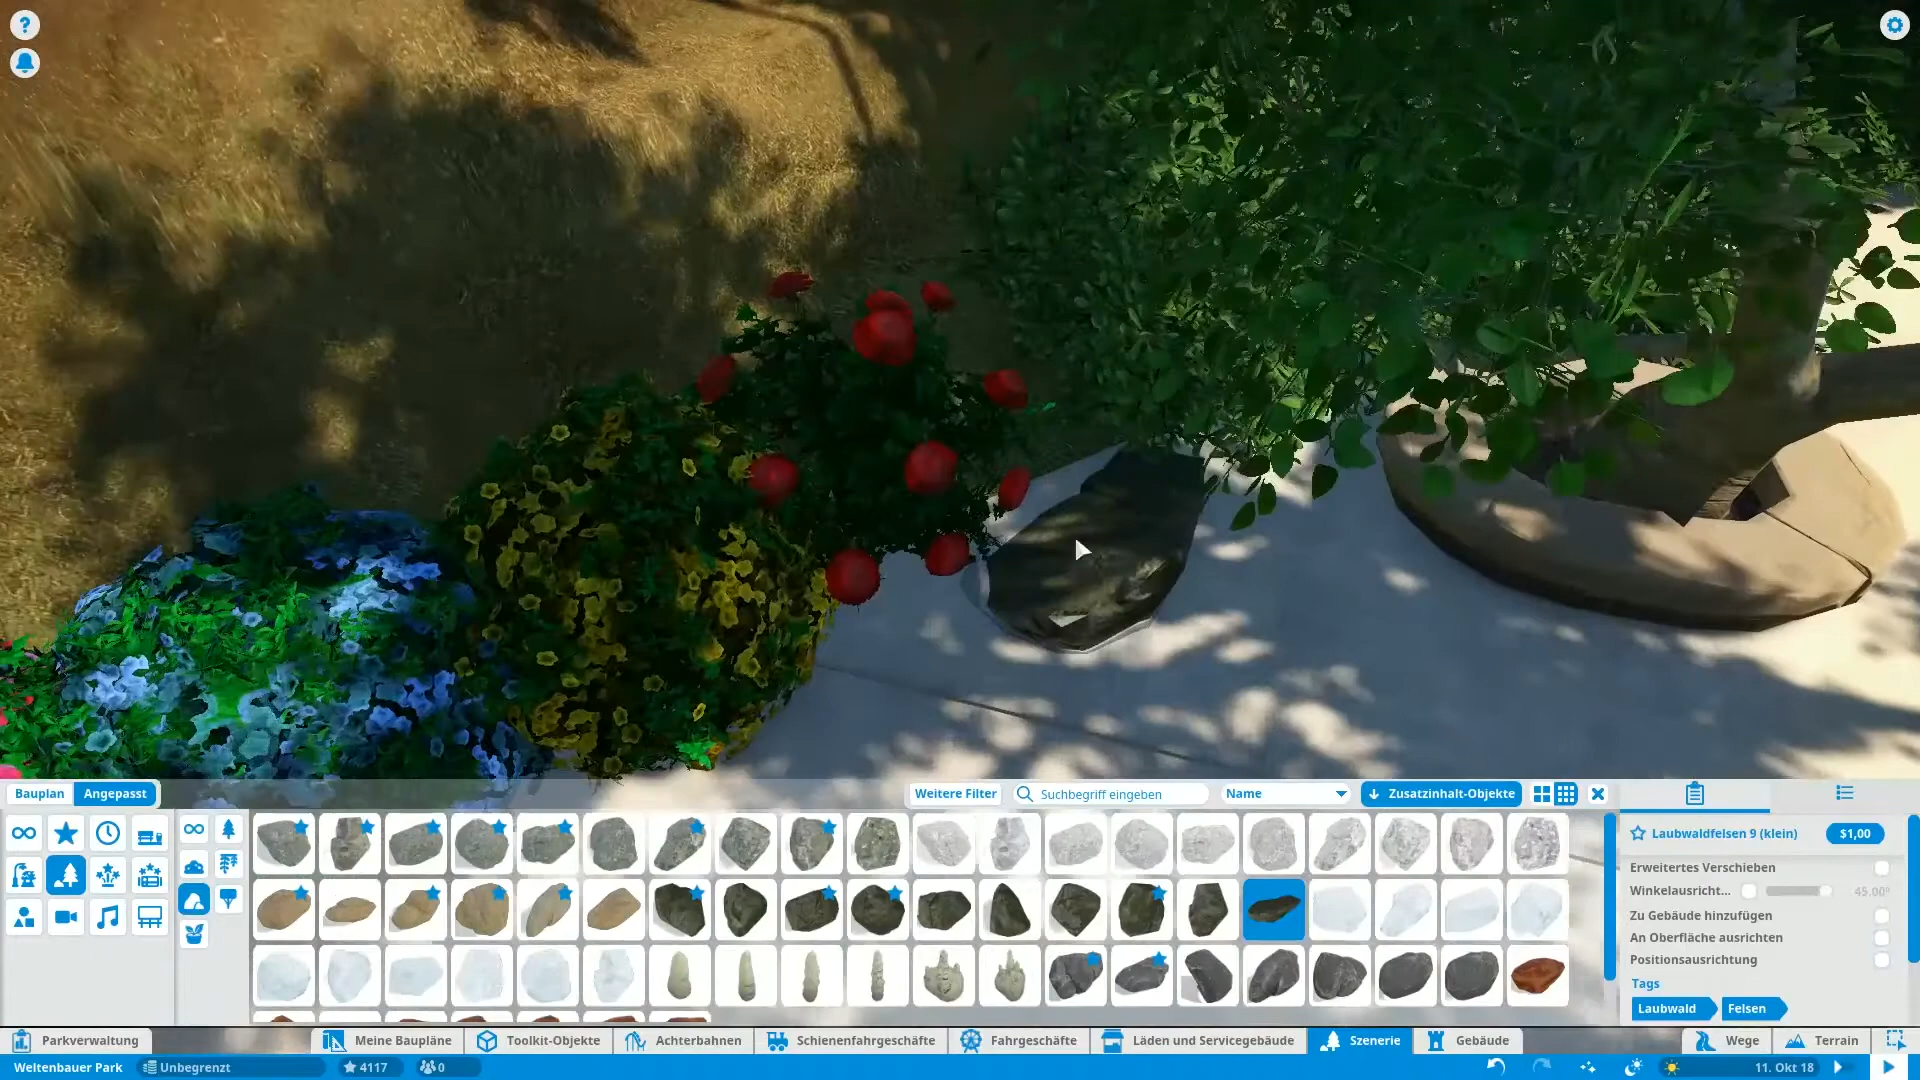 ?
Bauplan
Angepasst
Weitere Filter
Suchbegriff eingeben
Name
Zusatzinhalt-Objekte
Laubwaldfelsen 9 (klein)
$1,00
Erweitertes Verschieben
Winkelausricht...
45.00°
Zu Gebäude hinzufügen
An Oberfläche ausrichten
Positionsausrichtung
Tags
Laubwald
Felsen
Parkverwaltung
Meine Baupläne
Toolkit-Objekte
Achterbahnen
Schienenfahrgeschäfte
Fahrgeschäfte
Läden und Servicegebäude
Szenerie
Gebäude
Wege
Terrain
Weltenbauer Park
Unbegrenzt
4117
0
11. Okt 18